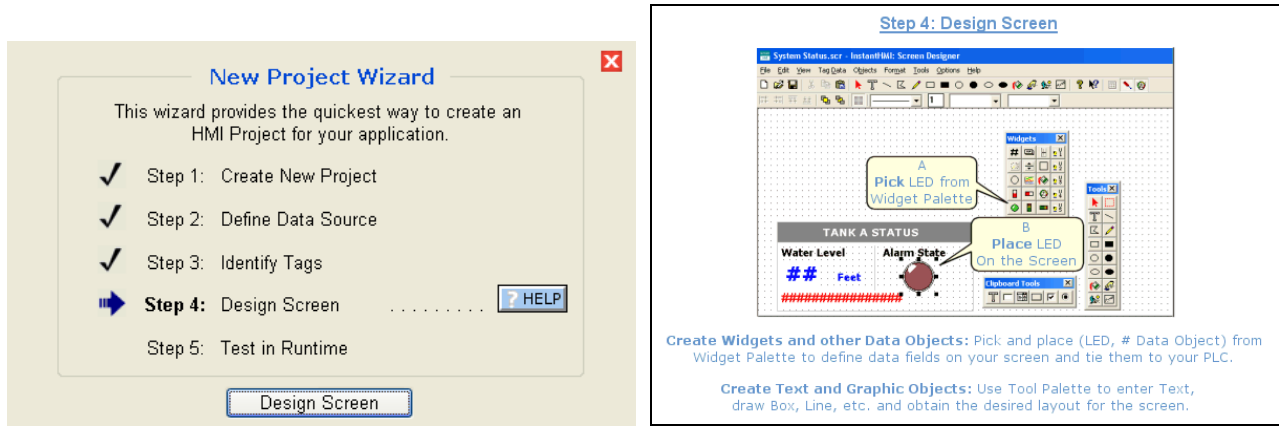 New Project Wizard
This wizard provides the quickest way to create an
HMI Project for your application.
Step 1: Create New Project
Step 2: Define Data Source
Step 3: Identify Tags
Step 4: Design Screen ......... ? HELP
Step 5: Test in Runtime
Design Screen
Step 4: Design Screen
System Status.scr - InstantHMI: Screen Designer
File Edit View Tag Data Objects Format Tools Options Help
1
Widgets
A
Pick LED from
Widget Palette
Tools
TANK A STATUS
B
Place LED
On the Screen
Water Level Alarm State
## Feet
Clipboard Tools
#################
Create Widgets and other Data Objects: Pick and place (LED, # Data Object) from
Widget Palette to define data fields on your screen and tie them to your PLC.
Create Text and Graphic Objects: Use Tool Palette to enter Text,
draw Box, Line, etc. and obtain the desired layout for the screen.